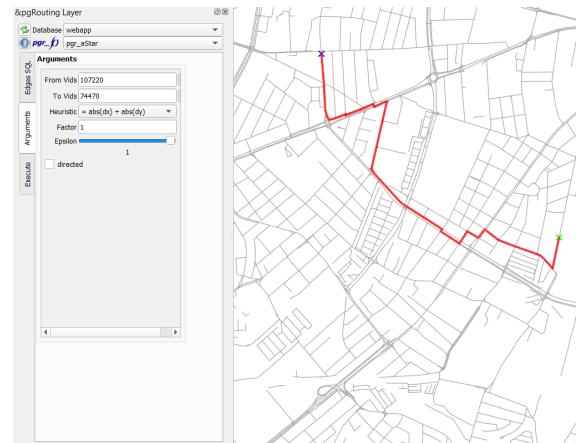 &pgRouting Layer
Database webapp
pgr_f() pgr_aStar
Edges SQL
Arguments
Execute
Arguments
From Vids 107220
To Vids 74470
Heuristic = abs(dx) + abs(dy)
Factor 1
Epsilon
1
directed